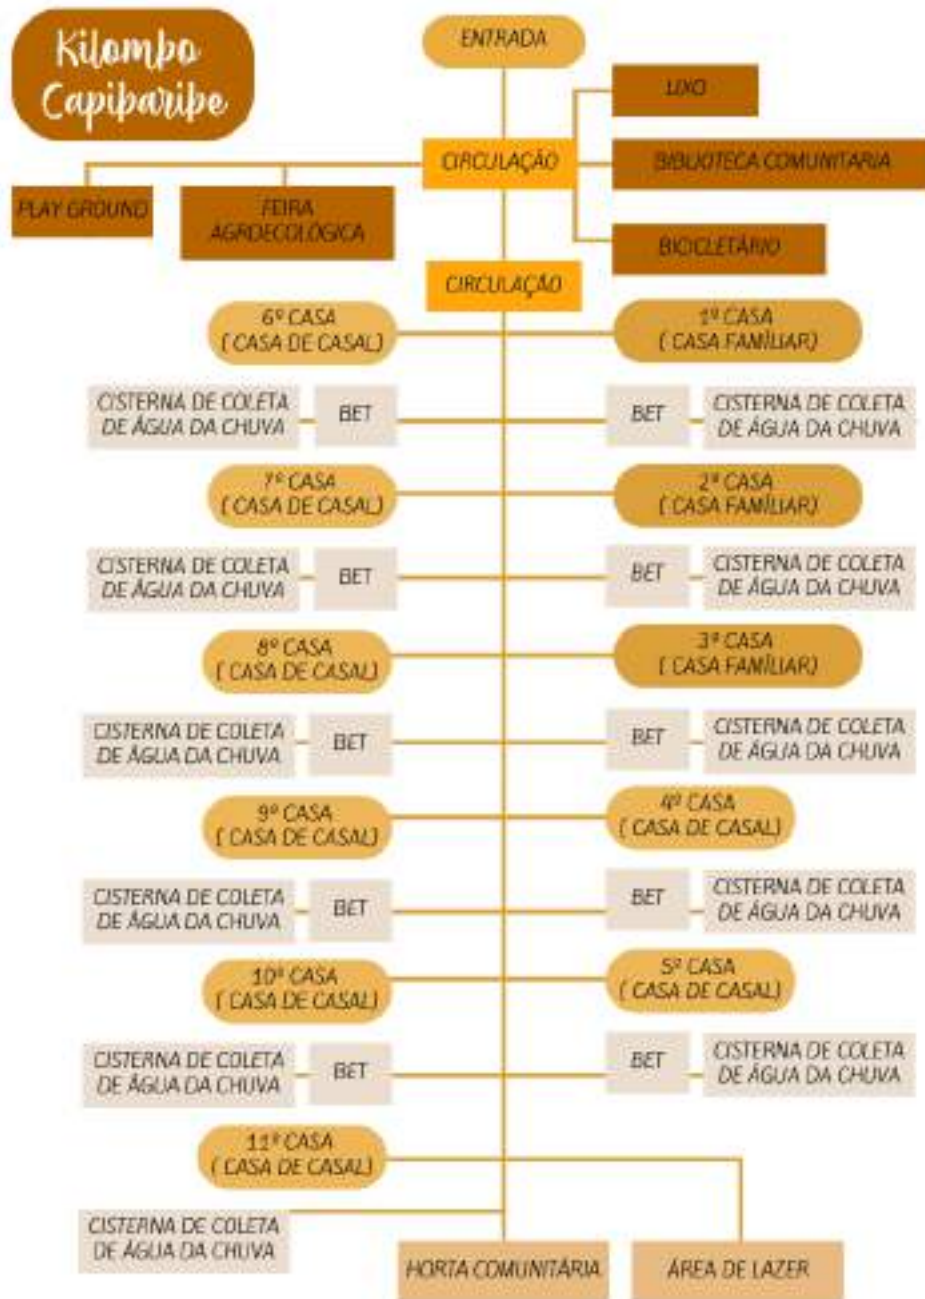 Kilombo
Capibaribe
ENTRADA
LIXO
CIRCULAÇÃO
BIBLIOTECA COMUNITARIA
PLAY GROUND
FEIRA
AGROECOLÓGICA
BICICLETÁRIO
CIRCULAÇÃO
6º CASA
( CASA DE CASAL)
1º CASA
( CASA FAMÍLIAR)
CISTERNA DE COLETA
DE ÁGUA DA CHUVA
BET
BET
CISTERNA DE COLETA
DE ÁGUA DA CHUVA
7º CASA
( CASA DE CASAL)
2º CASA
( CASA FAMÍLIAR)
CISTERNA DE COLETA
DE ÁGUA DA CHUVA
BET
BET
CISTERNA DE COLETA
DE ÁGUA DA CHUVA
8º CASA
( CASA DE CASAL)
3º CASA
( CASA FAMÍLIAR)
CISTERNA DE COLETA
DE ÁGUA DA CHUVA
BET
BET
CISTERNA DE COLETA
DE ÁGUA DA CHUVA
9º CASA
( CASA DE CASAL)
4º CASA
( CASA DE CASAL)
CISTERNA DE COLETA
DE ÁGUA DA CHUVA
BET
BET
CISTERNA DE COLETA
DE ÁGUA DA CHUVA
10º CASA
( CASA DE CASAL)
5º CASA
( CASA DE CASAL)
CISTERNA DE COLETA
DE ÁGUA DA CHUVA
BET
BET
CISTERNA DE COLETA
DE ÁGUA DA CHUVA
11º CASA
( CASA DE CASAL)
CISTERNA DE COLETA
DE ÁGUA DA CHUVA
HORTA COMUNITÁRIA
ÁREA DE LAZER